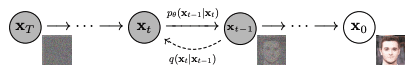 p_θ(x_{t−1}|x_t)
x_T ⟶ ··· ⟶ x_t ⟶ x_{t−1} ⟶ ··· ⟶ x_0
q(x_t|x_{t−1})